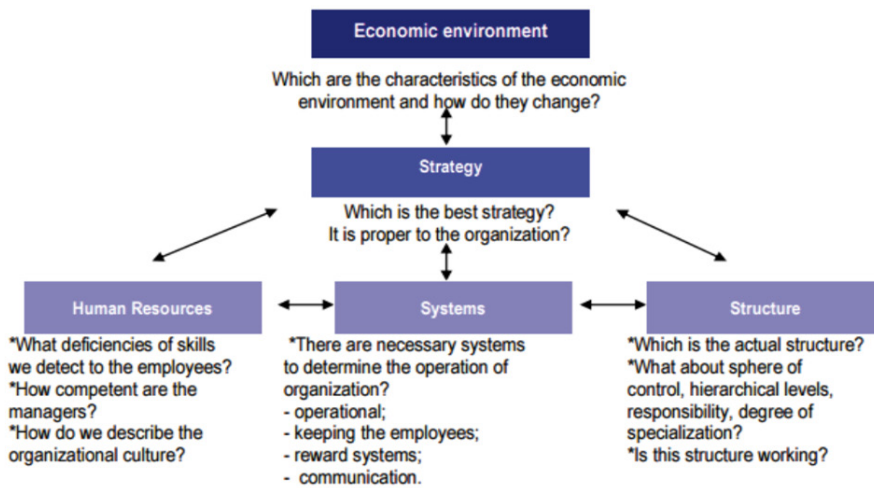 Economic environment
Which are the characteristics of the economic
environment and how do they change?
Strategy
Which is the best strategy?
It is proper to the organization?
Human Resources
*What deficiencies of skills
we detect to the employees?
*How competent are the
managers?
*How do we describe the
organizational culture?
Systems
*There are necessary systems
to determine the operation of
organization?
- operational;
- keeping the employees;
- reward systems;
- communication.
Structure
*Which is the actual structure?
*What about sphere of
control, hierarchical levels,
responsibility, degree of
specialization?
*Is this structure working?